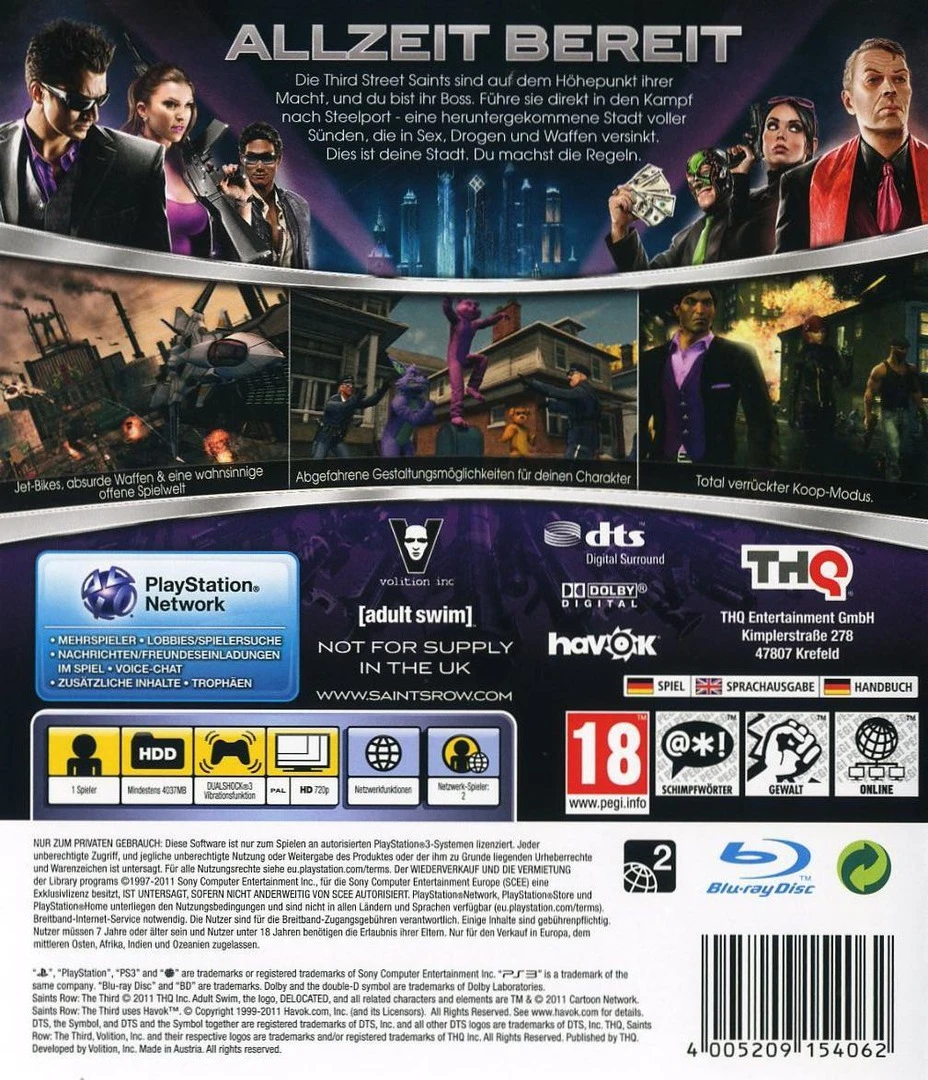 ALLZEIT BEREIT
Die Third Street Saints sind auf dem Höhepunkt ihrer
Macht, und du bist ihr Boss. Führe sie direkt in den Kampf
nach Steelport - eine heruntergekommene Stadt voller
Sünden, die in Sex, Drogen und Waffen versinkt.
Dies ist deine Stadt. Du machst die Regeln.
Jet-Bikes, absurde Waffen & eine wahnsinnige
offene Spielwelt
Abgefahrene Gestaltungsmöglichkeiten für deinen Charakter
Total verrückter Koop-Modus.
PlayStation®
Network
• MEHRSPIELER • LOBBIES/SPIELERSUCHE
• NACHRICHTEN/FREUNDESEINLADUNGEN
IM SPIEL • VOICE-CHAT
• ZUSÄTZLICHE INHALTE • TROPHÄEN
volition inc
[adult swim]
NOT FOR SUPPLY
IN THE UK
WWW.SAINTSROW.COM
dts™
Digital Surround
DOLBY®
DIGITAL
havok™
THQ®
THQ Entertainment GmbH
Kimplerstraße 278
47807 Krefeld
SPIEL
SPRACHAUSGABE
HANDBUCH
1 Spieler
HDD
Mindestens 4037MB
DUALSHOCK®3
Vibrationsfunktion
PAL
HD 720p
Netzwerkfunktionen
Netzwerk-Spieler:
2
18
www.pegi.info
@*!
SCHIMPFWÖRTER
GEWALT
ONLINE
NUR ZUM PRIVATEN GEBRAUCH: Diese Software ist nur zum Spielen an autorisierten PlayStation®3-Systemen lizenziert. Jeder
unberechtigte Zugriff, und jegliche unberechtigte Nutzung oder Weitergabe des Produktes oder der ihm zu Grunde liegenden Urheberrechte
und Warenzeichen ist untersagt. Für alle Nutzungsrechte siehe eu.playstation.com/terms. Der WIEDERVERKAUF UND DIE VERMIETUNG
der Library programs ©1997-2011 Sony Computer Entertainment Inc., für die Sony Computer Entertainment Europe (SCEE) eine
Exklusivlizenz besitzt, IST UNTERSAGT, SOFERN NICHT ANDERWEITIG VON SCEE AUTORISIERT. PlayStation®Network, PlayStation®Store und
PlayStation®Home unterliegen den Nutzungsbedingungen und sind nicht in allen Ländern und Sprachen verfügbar (eu.playstation.com/terms).
Breitband-Internet-Service notwendig. Die Nutzer sind für die Breitband-Zugangsgebühren verantwortlich. Einige Inhalte sind gebührenpflichtig.
Nutzer müssen 7 Jahre oder älter sein und Nutzer unter 18 Jahren benötigen die Erlaubnis ihrer Eltern. Nur für den Verkauf in Europa, dem
mittleren Osten, Afrika, Indien und Ozeanien zugelassen.
2
Blu-ray Disc™
"", "PlayStation", "PS3" and "" are trademarks or registered trademarks of Sony Computer Entertainment Inc. "PS3" is a trademark of the
same company. "Blu-ray Disc" and "BD" are trademarks. Dolby and the double-D symbol are trademarks of Dolby Laboratories.
Saints Row: The Third © 2011 THQ Inc. Adult Swim, the logo, DELOCATED, and all related characters and elements are TM & © 2011 Cartoon Network.
Saints Row: The Third uses Havok™. © Copyright 1999-2011 Havok.com, Inc. (and its Licensors). All Rights Reserved. See www.havok.com for details.
DTS, the Symbol, and DTS and the Symbol together are registered trademarks of DTS, Inc. and all other DTS logos are trademarks of DTS, Inc. THQ, Saints
Row: The Third, Volition, Inc. and their respective logos are trademarks and/or registered trademarks of THQ Inc. All Rights Reserved. Published by THQ.
Developed by Volition, Inc. Made in Austria. All rights reserved.
4 005209 154062